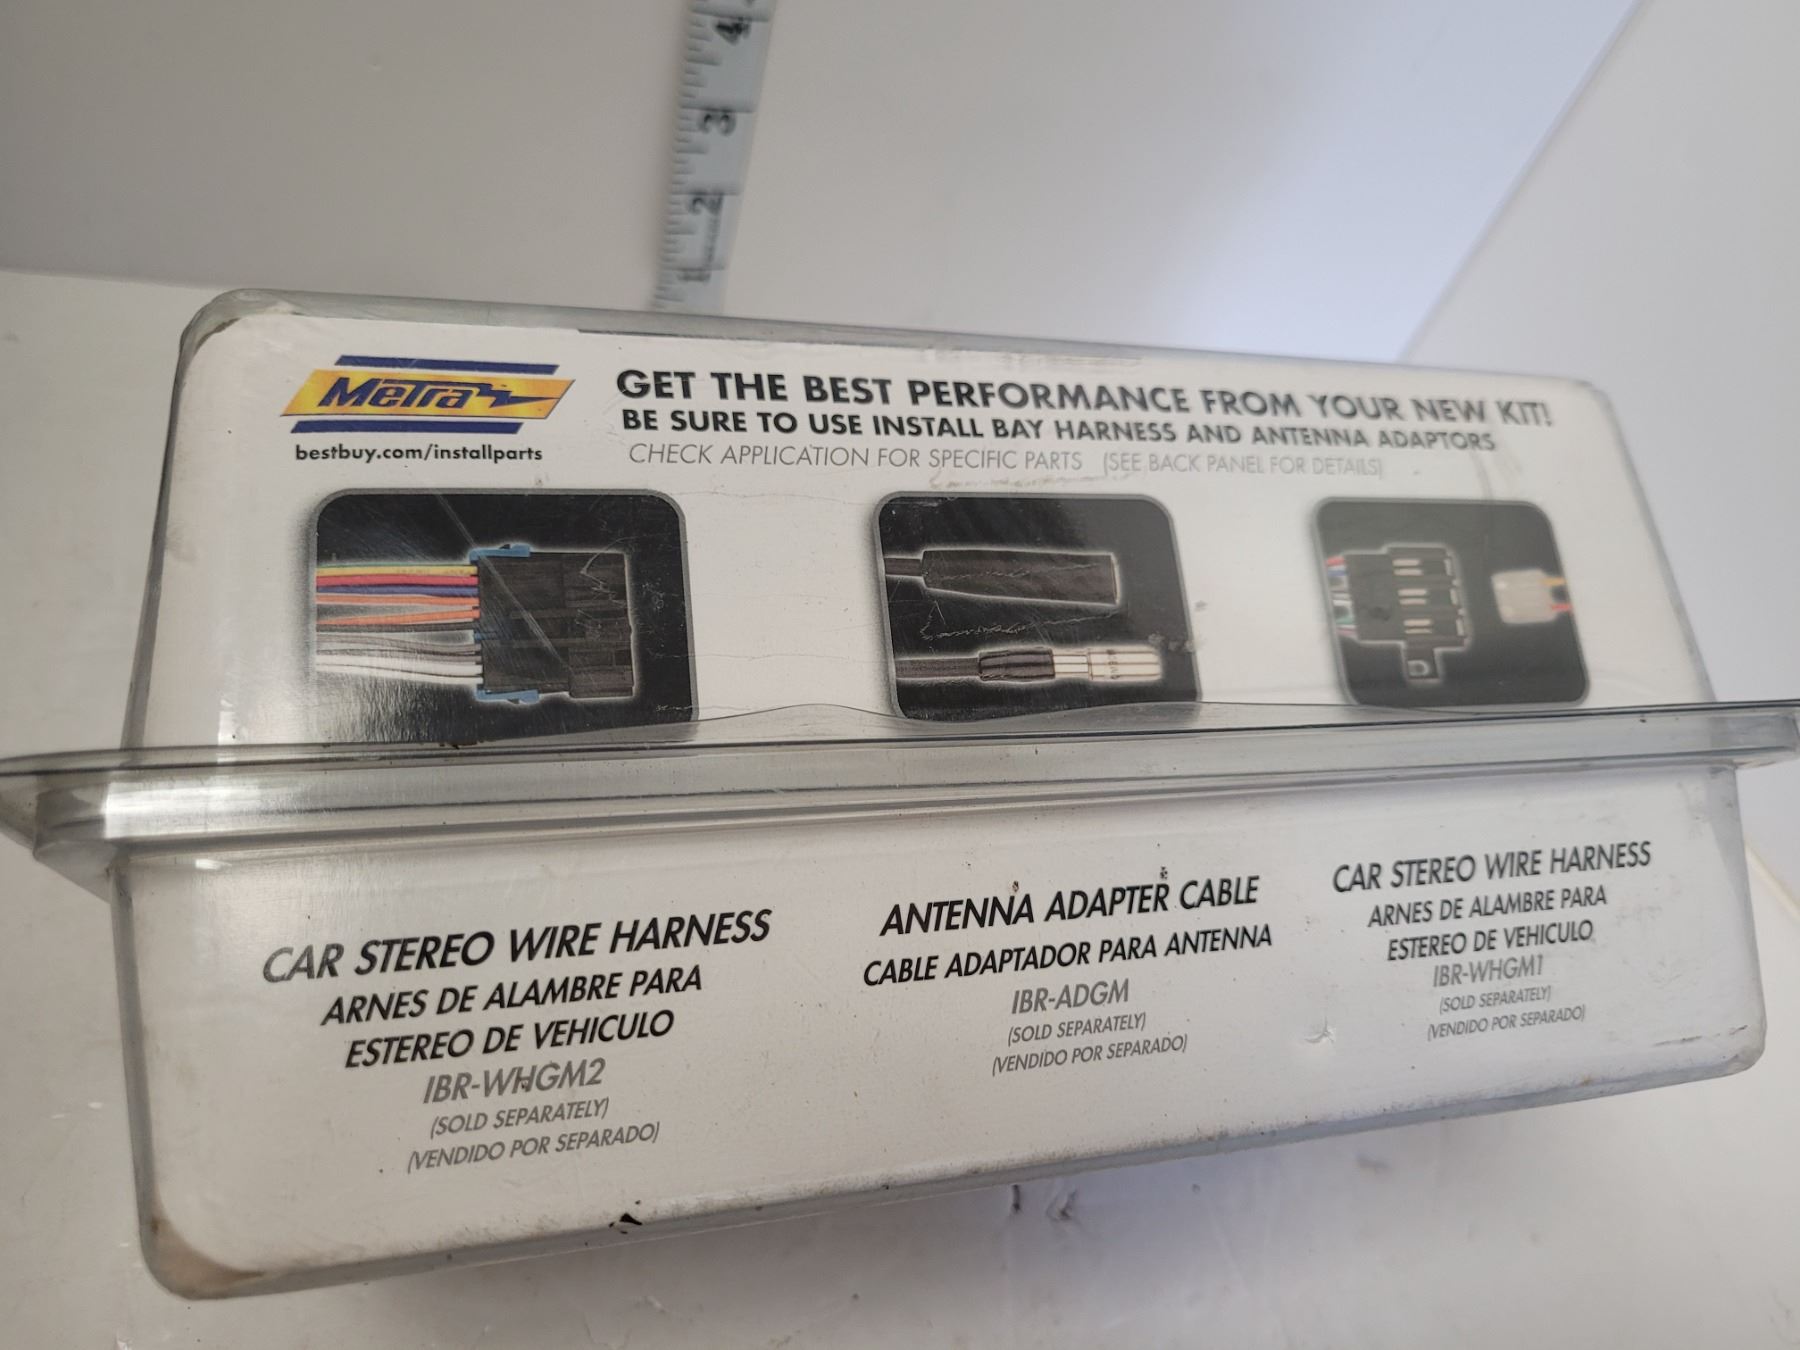 4
3
2
1
MeTra
bestbuy.com/installparts
GET THE BEST PERFORMANCE FROM YOUR NEW KIT!
BE SURE TO USE INSTALL BAY HARNESS AND ANTENNA ADAPTORS
CHECK APPLICATION FOR SPECIFIC PARTS (SEE BACK PANEL FOR DETAILS)
CAR STEREO WIRE HARNESS
ARNES DE ALAMBRE PARA
ESTEREO DE VEHICULO
IBR-WHGM2
(SOLD SEPARATELY)
(VENDIDO POR SEPARADO)
ANTENNA ADAPTER CABLE
CABLE ADAPTADOR PARA ANTENNA
IBR-ADGM
(SOLD SEPARATELY)
(VENDIDO POR SEPARADO)
CAR STEREO WIRE HARNESS
ARNES DE ALAMBRE PARA
ESTEREO DE VEHICULO
IBR-WHGM1
(SOLD SEPARATELY)
(VENDIDO POR SEPARADO)